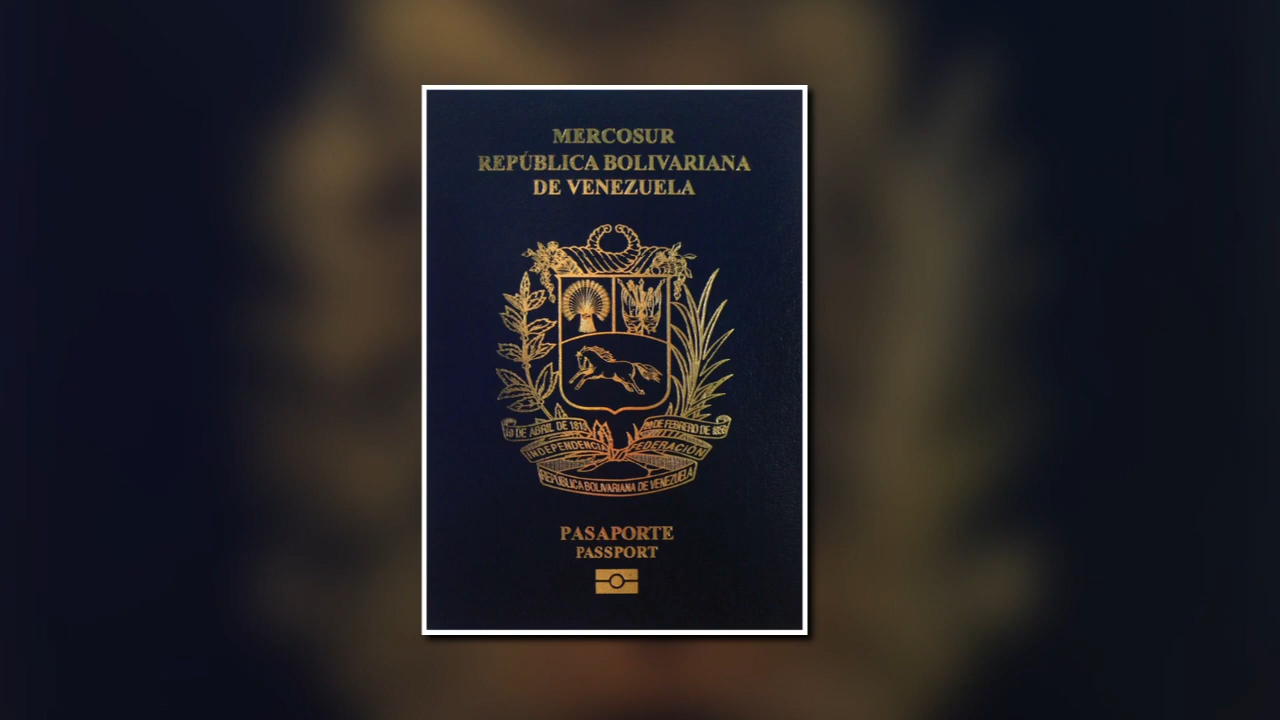 MERCOSUR
REPÚBLICA BOLIVARIANA
DE VENEZUELA
19 DE ABRIL DE 1810
20 DE FEBRERO DE 1859
INDEPENDENCIA
FEDERACIÓN
REPÚBLICA BOLIVARIANA DE VENEZUELA
PASAPORTE
PASSPORT